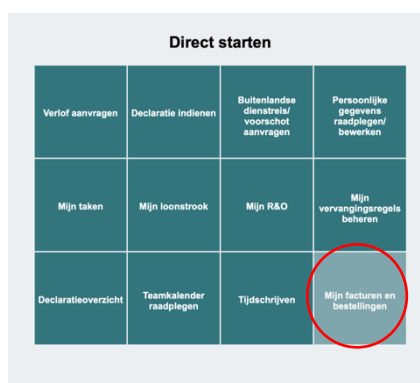 Direct starten
Verlof aanvragen
Declaratie indienen
Buitenlandse
dienstreis/
voorschot
aanvragen
Persoonlijke
gegevens
raadplegen/
bewerken
Mijn taken
Mijn loonstrook
Mijn R&O
Mijn
vervangingsregels
beheren
Declaratieoverzicht
Teamkalender
raadplegen
Tijdschrijven
Mijn facturen en
bestellingen